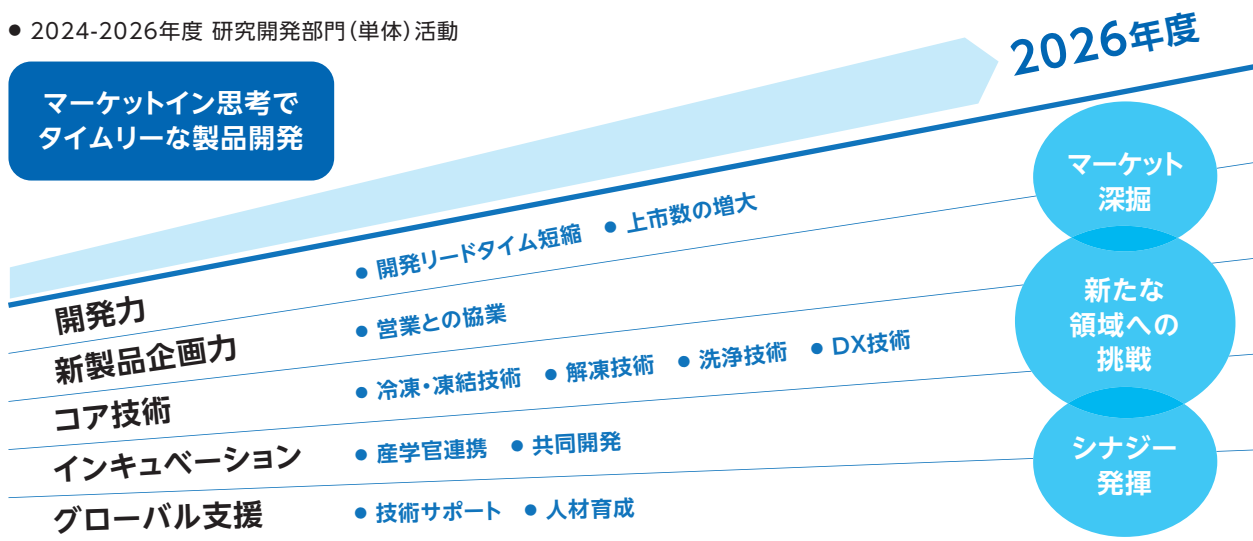 ● 2024-2026年度 研究開発部門(単体)活動
マーケットイン思考で
タイムリーな製品開発
2026年度
開発力
● 開発リードタイム短縮 ● 上市数の増大
新製品企画力
● 営業との協業
コア技術
● 冷凍・凍結技術 ● 解凍技術 ● 洗浄技術 ● DX技術
インキュベーション
● 産学官連携 ● 共同開発
グローバル支援
● 技術サポート ● 人材育成
マーケット
深掘
新たな
領域への
挑戦
シナジー
発揮